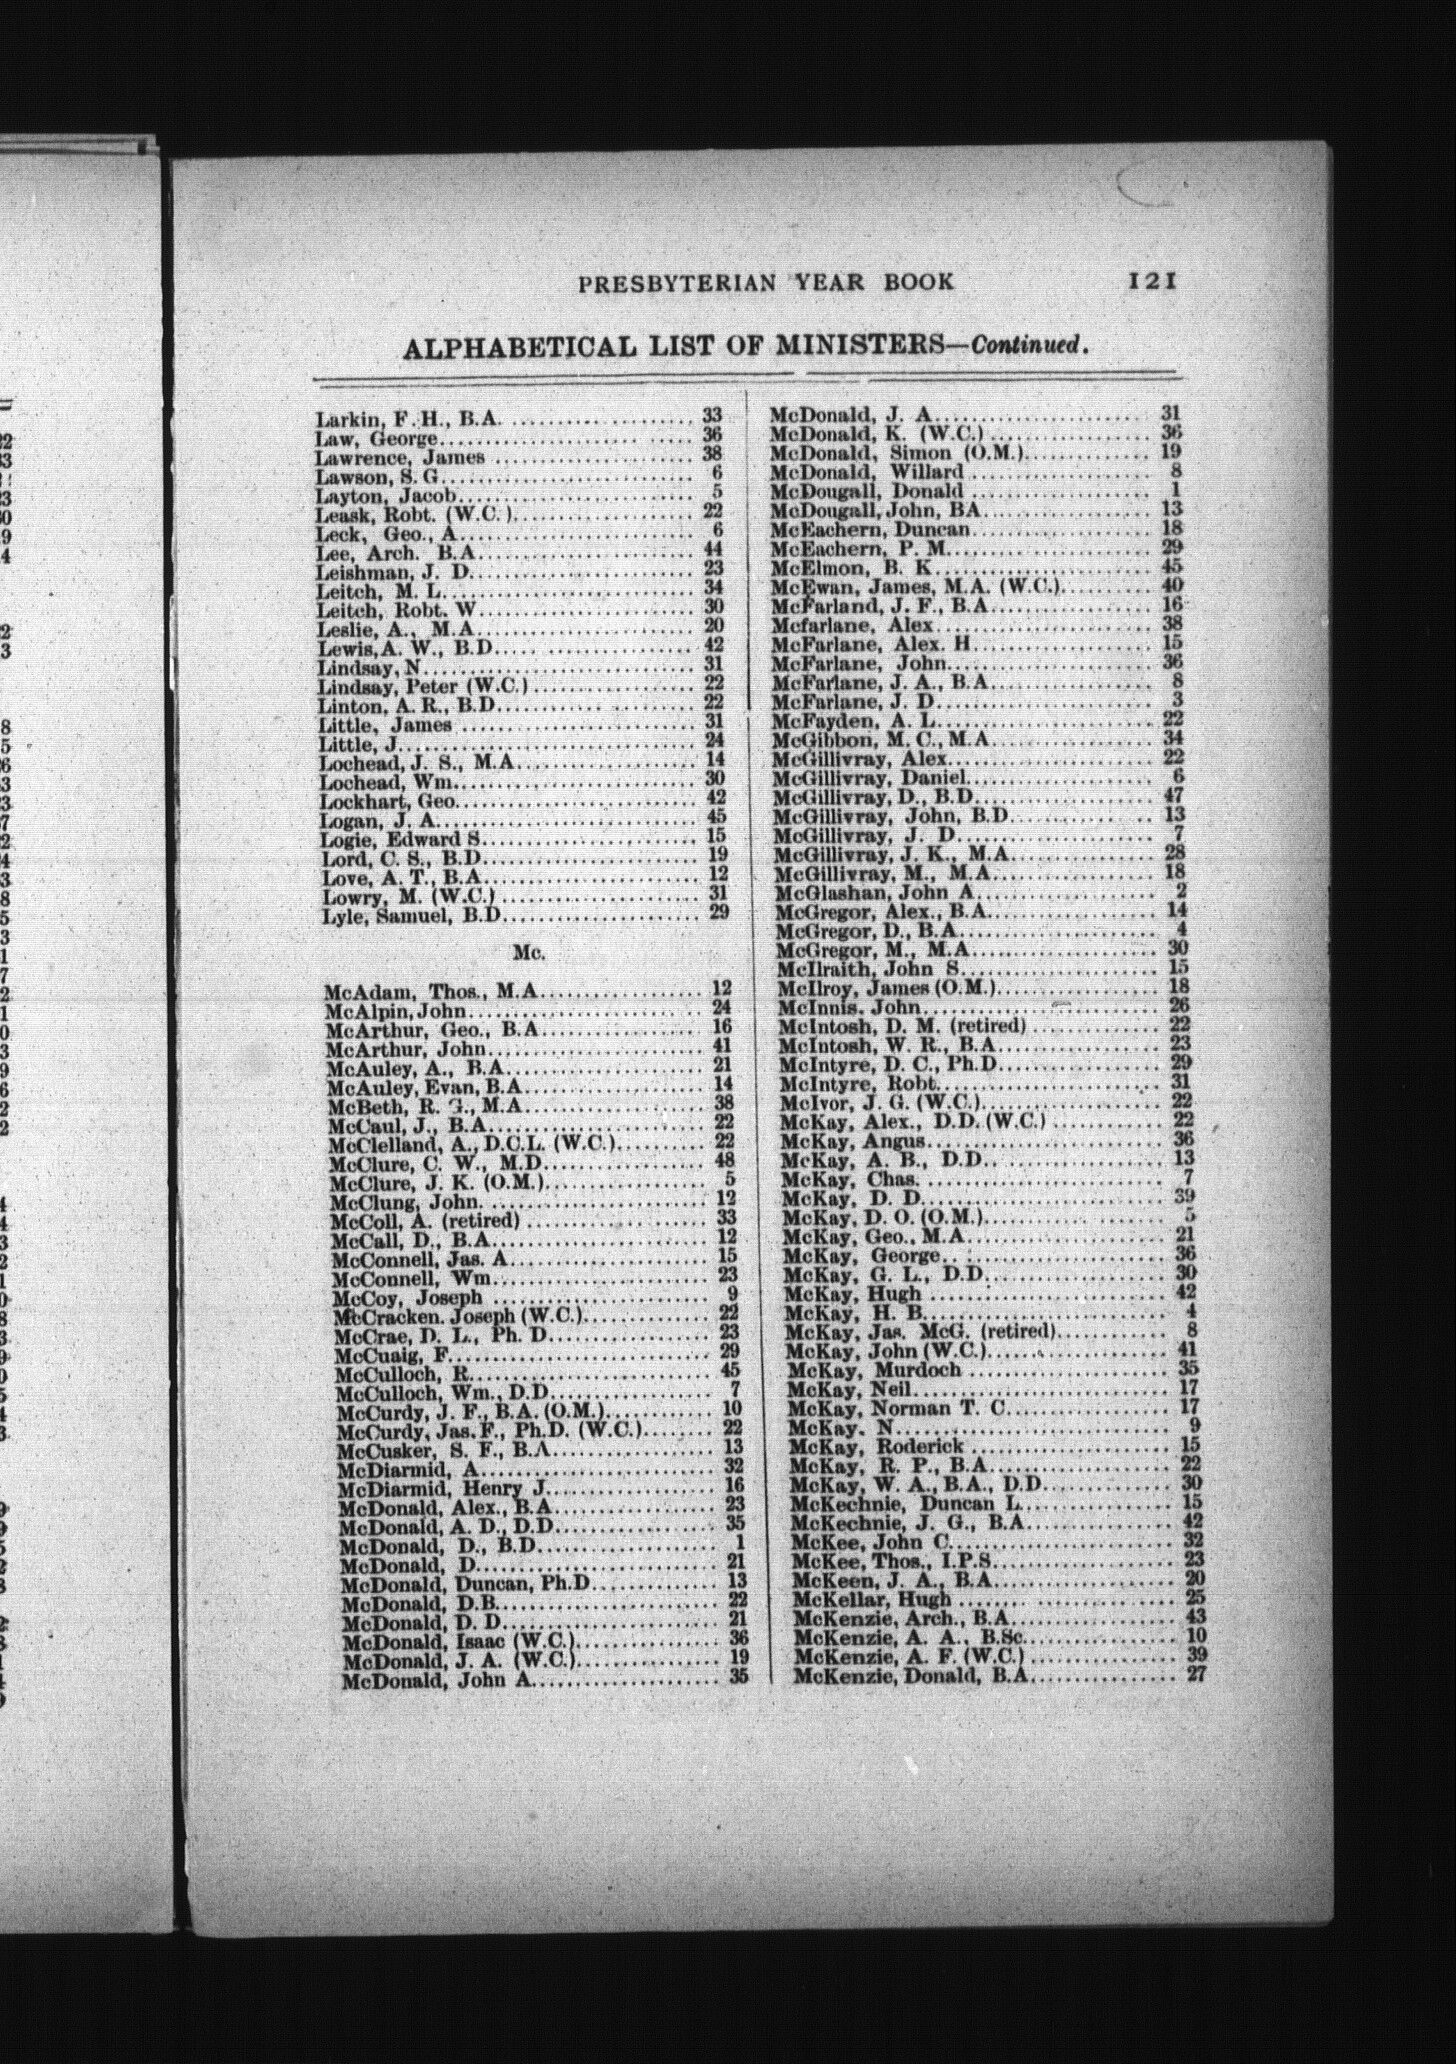 PRESBYTERIAN YEAR BOOK 121
ALPHABETICAL LIST OF MINISTERS—Continued.
Larkin, F. H., B.A. 33
Law, George 36
Lawrence, James 38
Lawson, S. G 6
Layton, Jacob 5
Leask, Robt. (W.C.) 22
Leck, Geo., A 6
Lee, Arch. B.A 44
Leishman, J. D. 23
Leitch, M. L. 34
Leitch, Robt. W 30
Leslie, A., M.A 20
Lewis, A. W., B.D 42
Lindsay, N 31
Lindsay, Peter (W.C.) 22
Linton, A. R., B.D 22
Little, James 31
Little, J. 24
Lochead, J. S., M.A 14
Lochead, Wm. 30
Lockhart, Geo. 42
Logan, J. A. 45
Logie, Edward S. 15
Lord, C. S., B.D 19
Love, A. T., B.A 12
Lowry, M. (W.C.) 31
Lyle, Samuel, B.D. 29
Mc.
McAdam, Thos., M.A 12
McAlpin, John 24
McArthur, Geo., B.A 16
McArthur, John 41
McAuley, A., B.A 21
McAuley, Evan, B.A 14
McBeth, R. G., M.A 38
McCaul, J., B.A 22
McClelland, A., D.C.L. (W.C.) 22
McClure, C. W., M.D 48
McClure, J. K. (O.M.) 5
McClung, John 12
McColl, A. (retired) 33
McCall, D., B.A 12
McConnell, Jas. A 15
McConnell, Wm 23
McCoy, Joseph 9
McCracken. Joseph (W.C.) 22
McCrae, D. L., Ph. D 23
McCuaig, F. 29
McCulloch, R. 45
McCulloch, Wm., D.D 7
McCurdy, J. F., B.A. (O.M.) 10
McCurdy, Jas. F., Ph.D. (W.C.) 22
McCusker, S. F., B.A 13
McDiarmid, A 32
McDiarmid, Henry J. 16
McDonald, Alex., B.A 23
McDonald, A. D., D.D 35
McDonald, D., B.D 1
McDonald, D. 21
McDonald, Duncan, Ph.D 13
McDonald, D.B. 22
McDonald, D. D 21
McDonald, Isaac (W.C.) 36
McDonald, J. A. (W.C.) 19
McDonald, John A. 35
McDonald, J. A. 31
McDonald, K. (W.C.) 36
McDonald, Simon (O.M.) 19
McDonald, Willard 8
McDougall, Donald 1
McDougall, John, BA 13
McEachern, Duncan 18
McEachern, P. M. 29
McElmon, B. K 45
McEwan, James, M.A. (W.C.) 40
McFarland, J. F., B.A 16
Mcfarlane, Alex 38
McFarlane, Alex. H 15
McFarlane, John 36
McFarlane, J. A., B.A 8
McFarlane, J. D 3
McFayden, A. L. 22
McGibbon, M. C., M.A 34
McGillivray, Alex 22
McGillivray, Daniel 6
McGillivray, D., B.D 47
McGillivray, John, B.D 13
McGillivray, J. D 7
McGillivray, J. K., M.A 28
McGillivray, M., M.A 18
McGlashan, John A 2
McGregor, Alex., B.A 14
McGregor, D., B.A 4
McGregor, M., M.A 30
McIlraith, John S. 15
McIlroy, James (O.M.) 18
McInnis. John 26
McIntosh, D. M. (retired) 22
McIntosh, W. R., B.A 23
McIntyre, D. C., Ph.D 29
McIntyre, Robt. 31
McIvor, J. G. (W.C.) 22
McKay, Alex., D.D. (W.C.) 22
McKay, Angus 36
McKay, A. B., D.D. 13
McKay, Chas. 7
McKay, D. D. 39
McKay, D. O. (O.M.) 5
McKay, Geo., M.A 21
McKay, George 36
McKay, G. L., D.D. 30
McKay, Hugh 42
McKay, H. B. 4
McKay, Jas. McG. (retired) 8
McKay, John (W.C.) 41
McKay, Murdoch 35
McKay, Neil 17
McKay, Norman T. C. 17
McKay. N 9
McKay, Roderick 15
McKay, R. P., B.A 22
McKay, W. A., B.A., D.D 30
McKechnie, Duncan L. 15
McKechnie, J. G., B.A 42
McKee, John C. 32
McKee, Thos., I.P.S. 23
McKeen, J. A., B.A 20
McKellar, Hugh 25
McKenzie, Arch., B.A 43
McKenzie, A. A., B.Sc. 10
McKenzie, A. F. (W.C.) 39
McKenzie, Donald, B.A 27